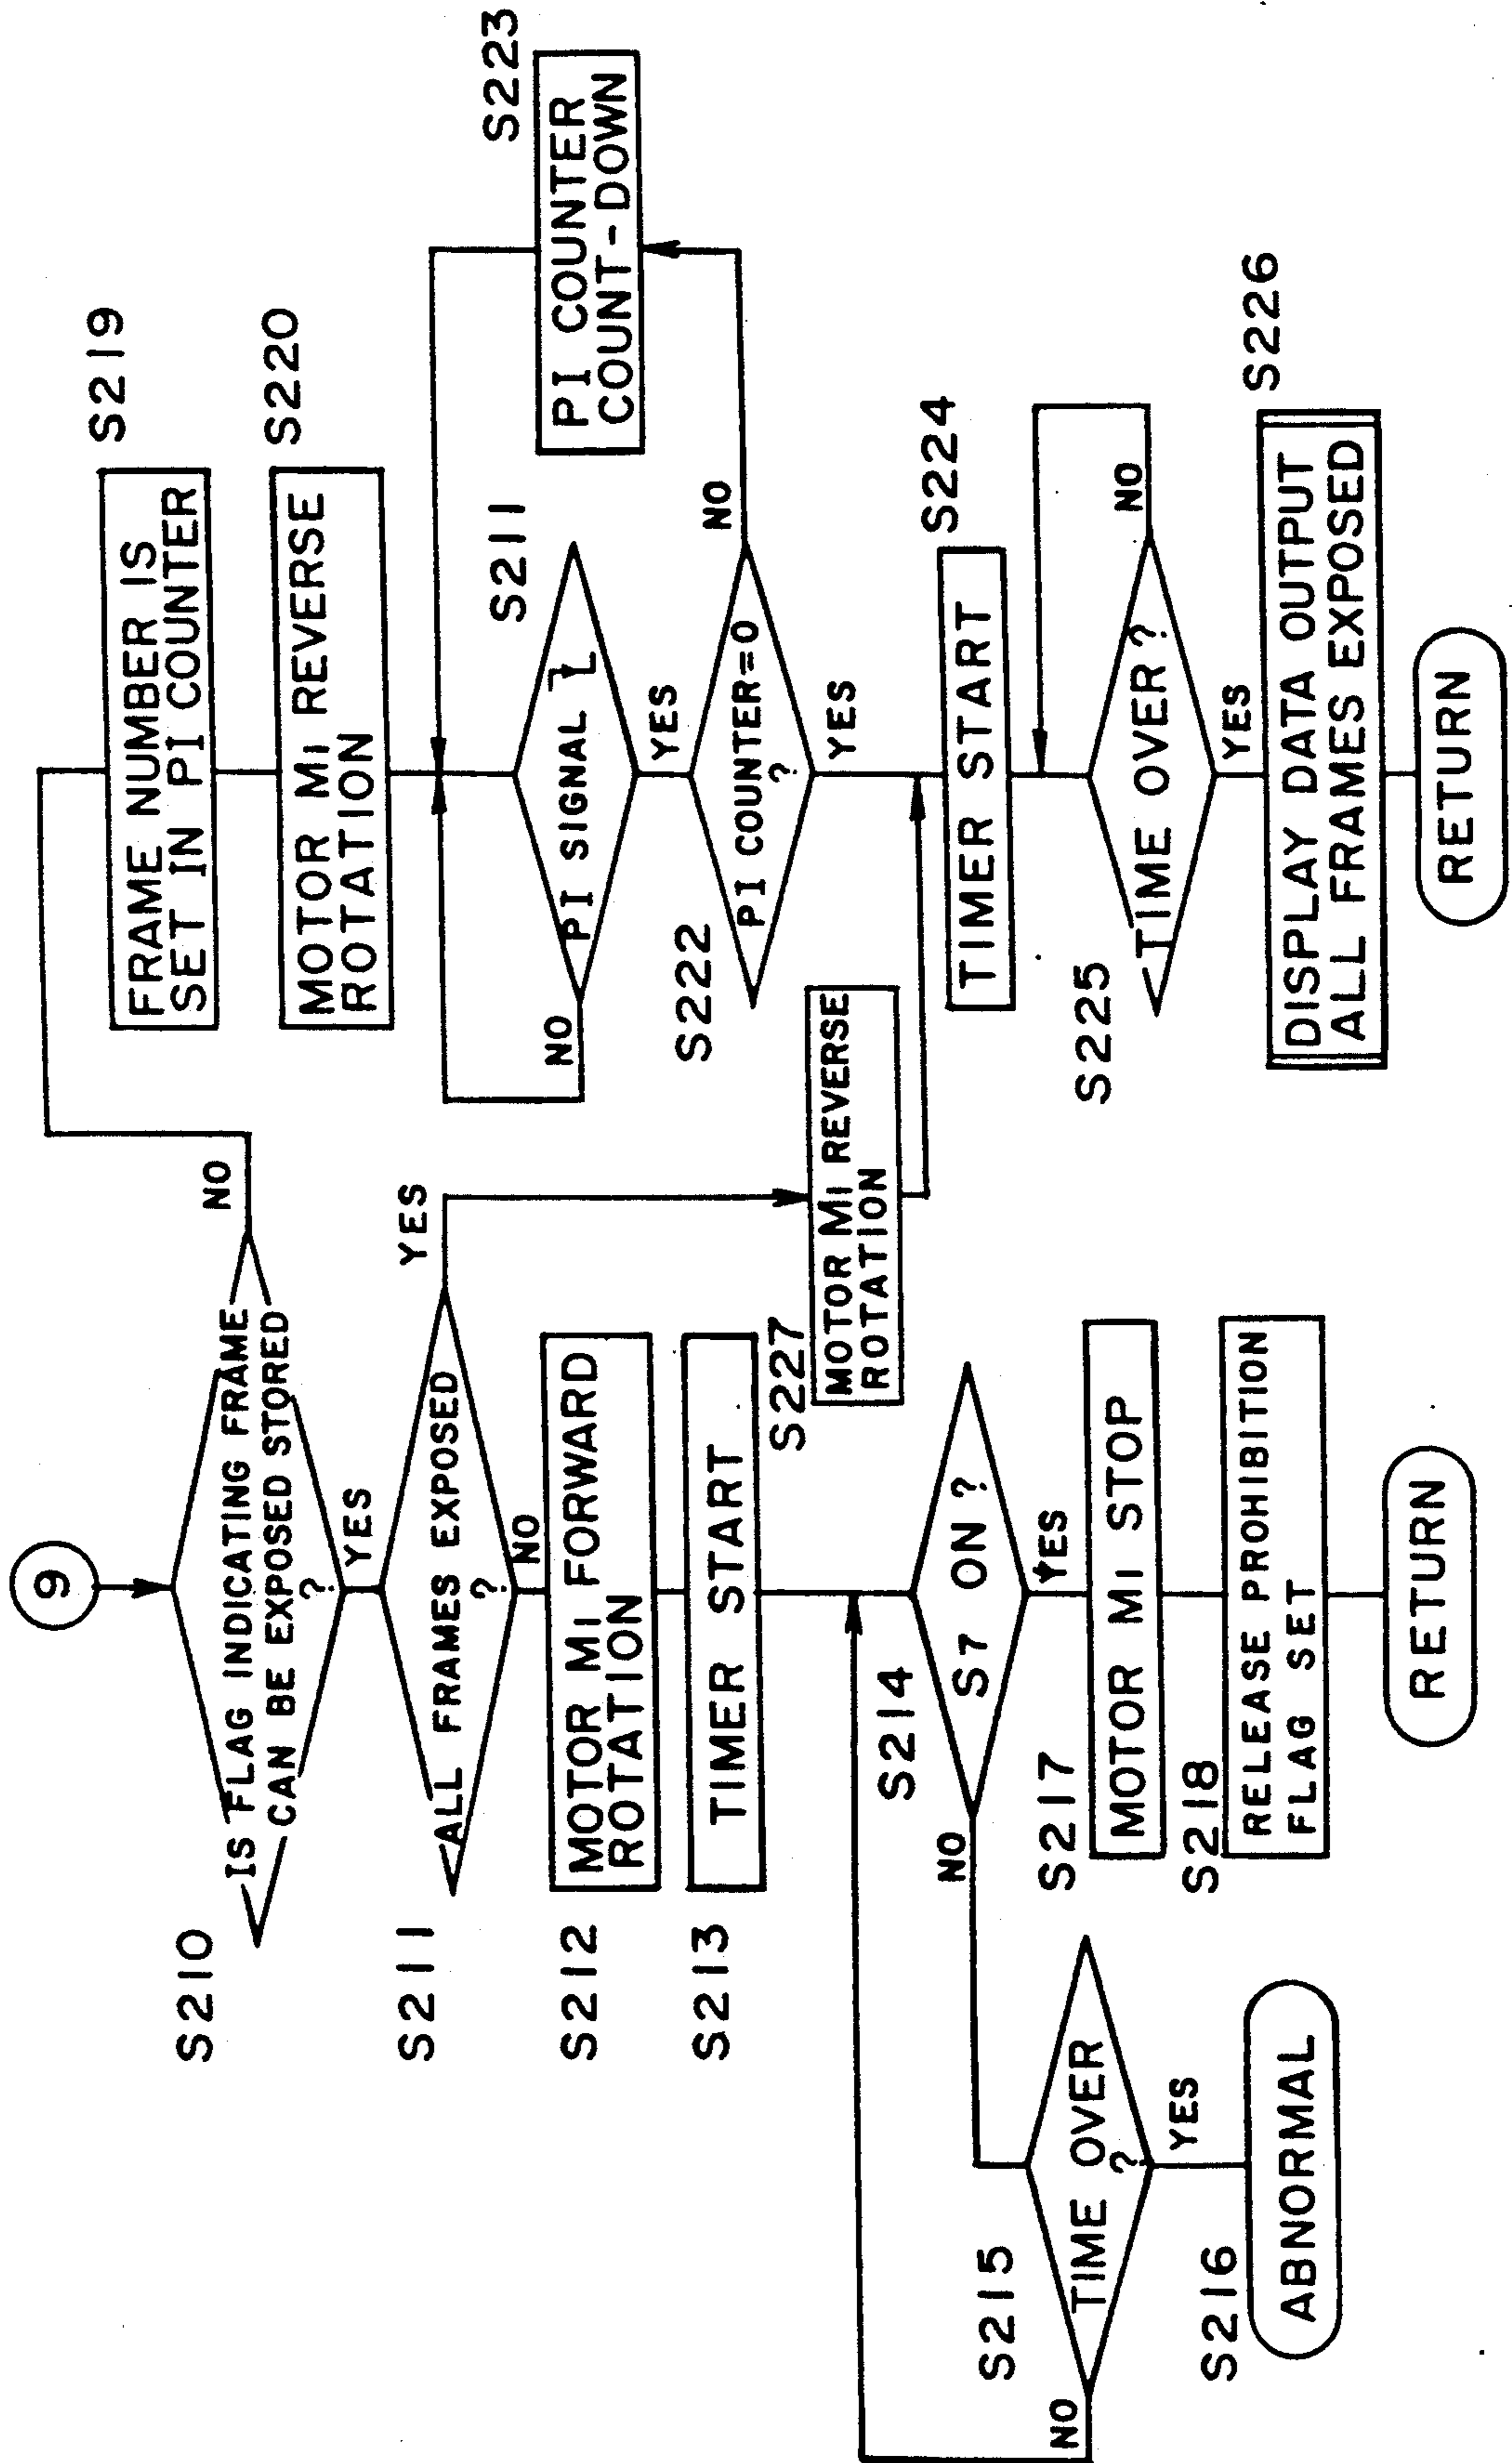 9
S210
IS FLAG INDICATING FRAME
CAN BE EXPOSED STORED
?
NO
YES
S211
ALL FRAMES EXPOSED
?
YES
NO
S212
MOTOR M1 FORWARD
ROTATION
S213
TIMER START
S214
S7 ON ?
NO
YES
S215
TIME OVER
?
NO
YES
S216
ABNORMAL
S217
MOTOR M1 STOP
S218
RELEASE PROHIBITION
FLAG SET
RETURN
S219
FRAME NUMBER IS
SET IN PI COUNTER
S220
MOTOR M1 REVERSE
ROTATION
S211
PI SIGNAL L
NO
YES
S222
PI COUNTER=0
?
NO
YES
S223
PI COUNTER
COUNT-DOWN
S227
MOTOR M1 REVERSE
ROTATION
S224
TIMER START
S225
TIME OVER ?
NO
YES
S226
DISPLAY DATA OUTPUT
ALL FRAMES EXPOSED
RETURN